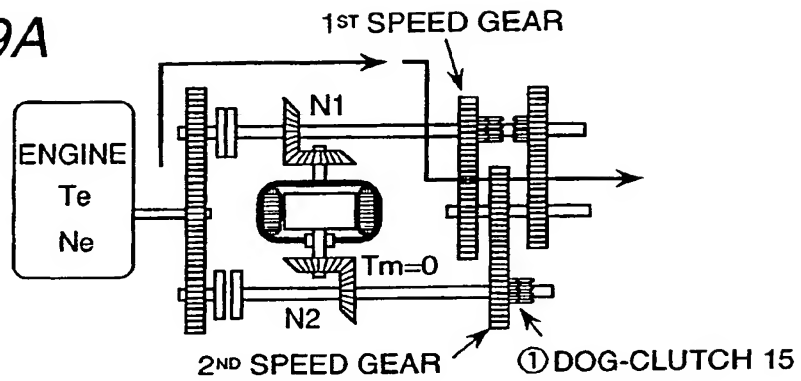 9A
1ST SPEED GEAR
N1
ENGINE
Te
Ne
Tm=0
N2
2ND SPEED GEAR
①DOG-CLUTCH 15